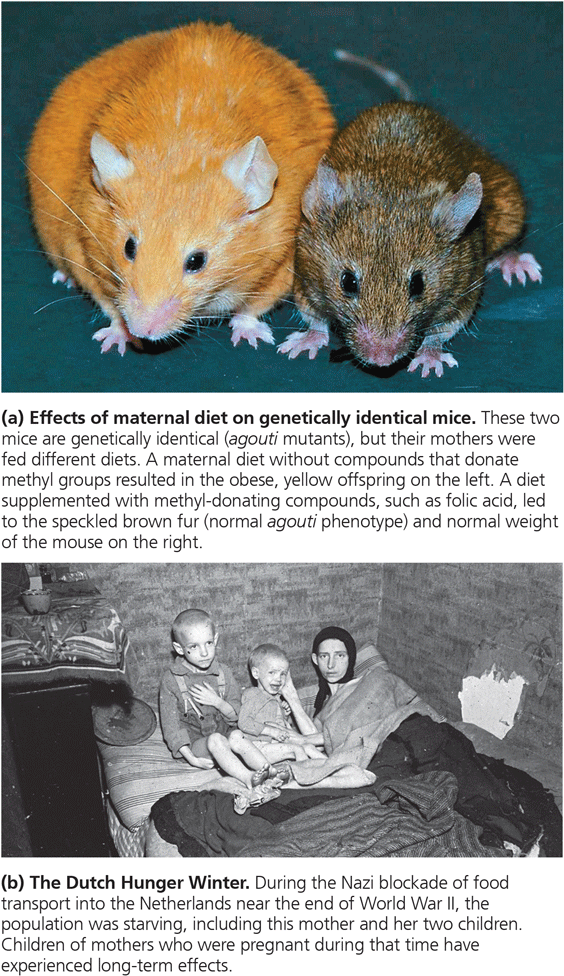 (a) Effects of maternal diet on genetically identical mice. These two
mice are genetically identical (agouti mutants), but their mothers were
fed different diets. A maternal diet without compounds that donate
methyl groups resulted in the obese, yellow offspring on the left. A diet
supplemented with methyl-donating compounds, such as folic acid, led
to the speckled brown fur (normal agouti phenotype) and normal weight
of the mouse on the right.
(b) The Dutch Hunger Winter. During the Nazi blockade of food
transport into the Netherlands near the end of World War II, the
population was starving, including this mother and her two children.
Children of mothers who were pregnant during that time have
experienced long-term effects.